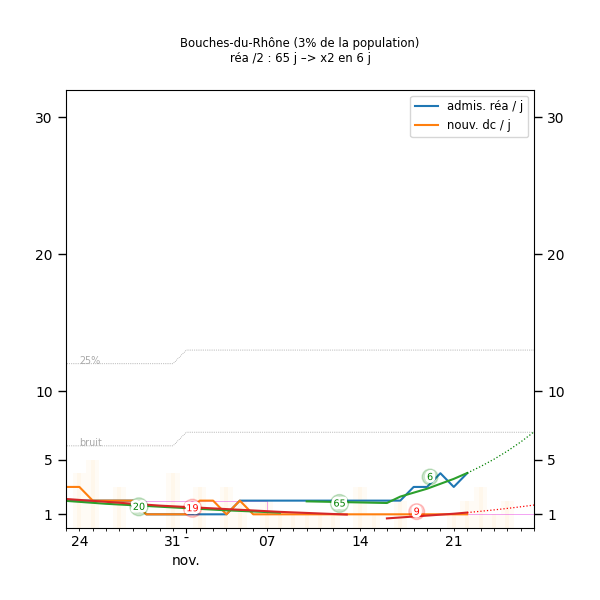 Bouches-du-Rhône (3% de la population)
réa /2 : 65 j –> x2 en 6 j
admis. réa / j
nouv. dc / j
30 30
20 20
25%
10 10
bruit
5 5
6
20 19 65 9
1 1
24 31 - 07 14 21
nov.